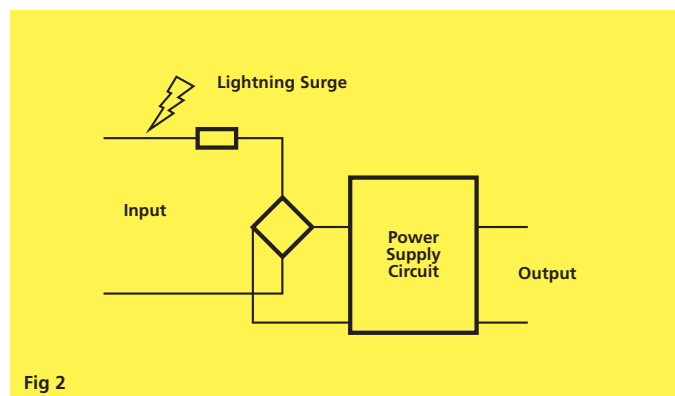 Lightning Surge
Input
Power
Supply
Circuit
Output
Fig 2